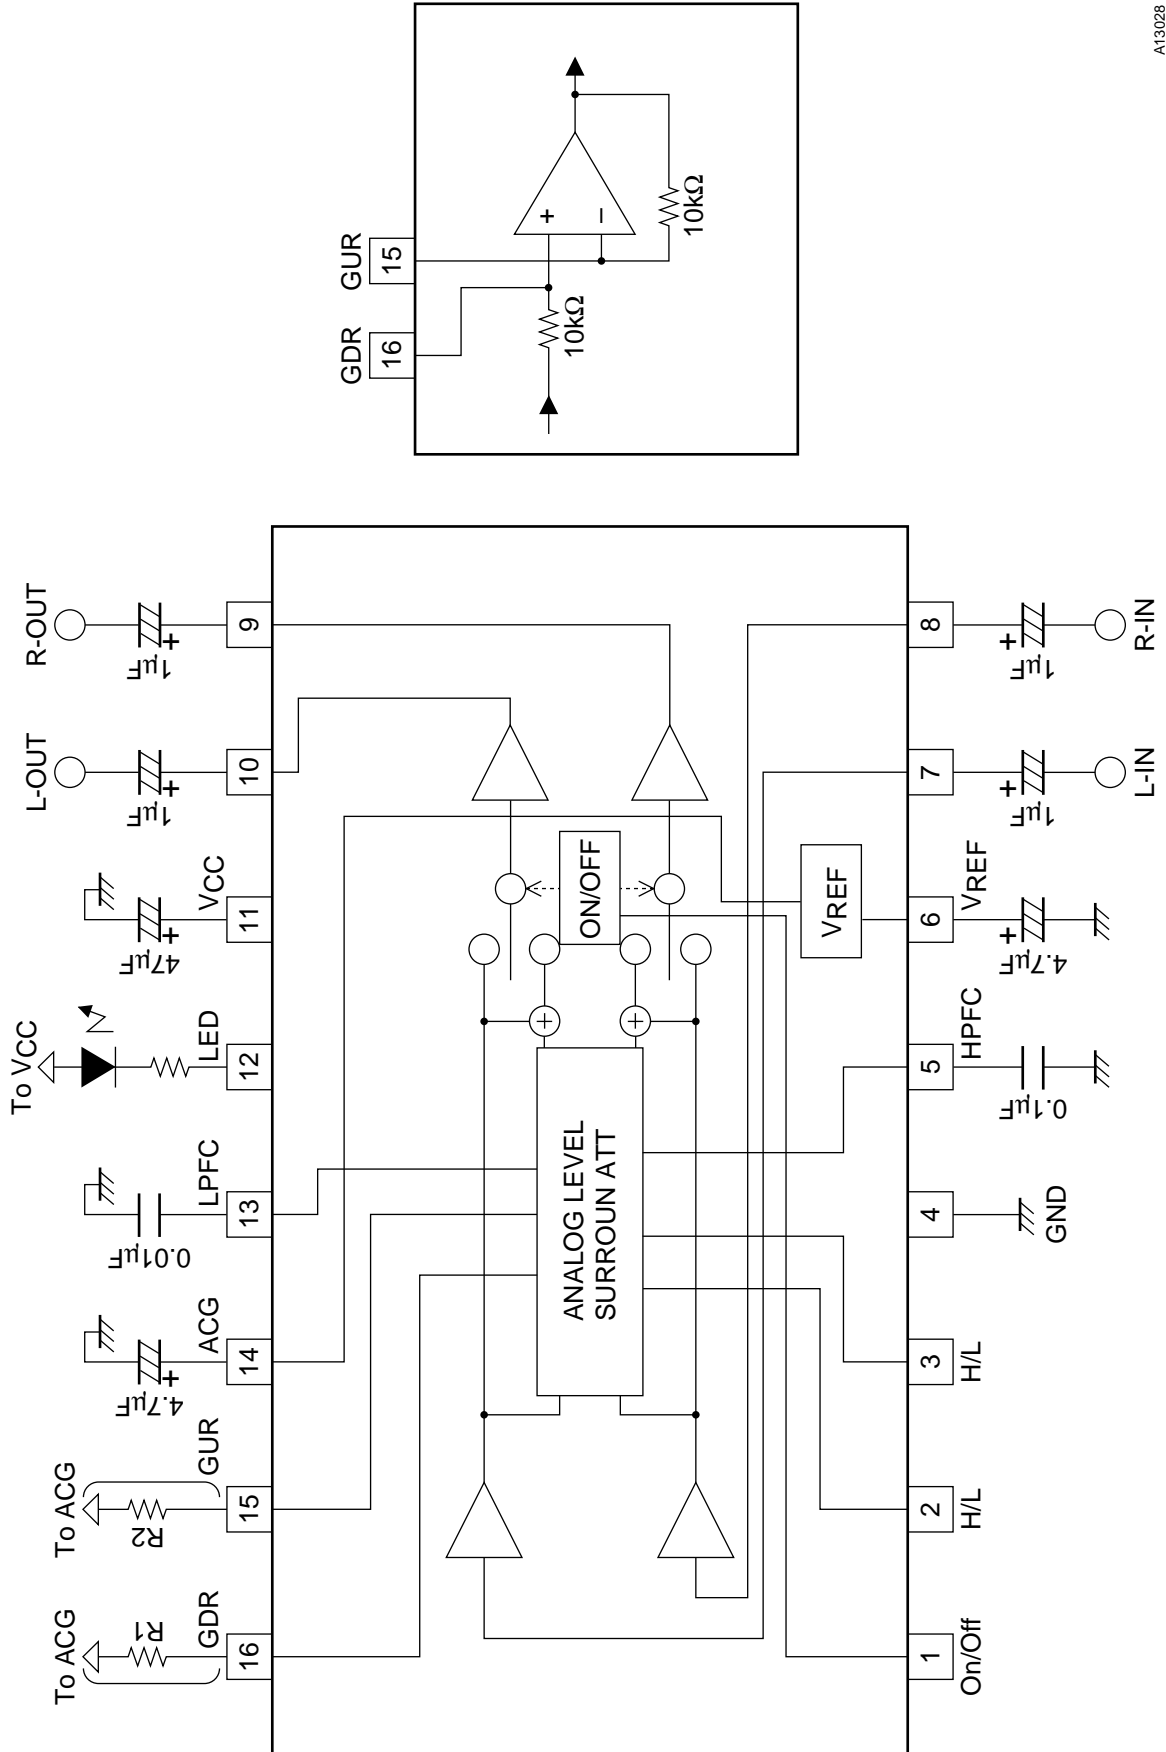 A13028
GUR
15
GDR
16
+
−
10kΩ
10kΩ
R-OUT
1µF
+
9
L-OUT
1µF
+
10
VCC
47µF
+
11
To VCC
LED
12
LPFC
0.01µF
13
ACG
4.7µF
+
14
To ACG
GUR
R2
15
To ACG
GDR
R1
16
ON/OFF
VREF
+
+
ANALOG LEVEL
SURROUN ATT
8
+
1µF
R-IN
7
+
1µF
L-IN
6
VREF
+
4.7µF
5
HPFC
0.1µF
4
GND
3
H/L
2
H/L
1
On/Off